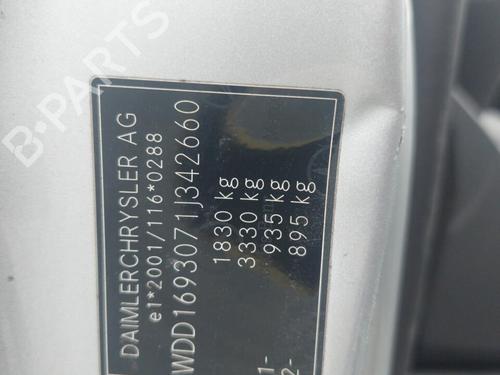 DAIMLERCHRYSLER AG
e1*2001/116*0288
WDD1693071J342660
1830 kg
3330 kg
1- 935 kg
2- 895 kg
B-PARTS